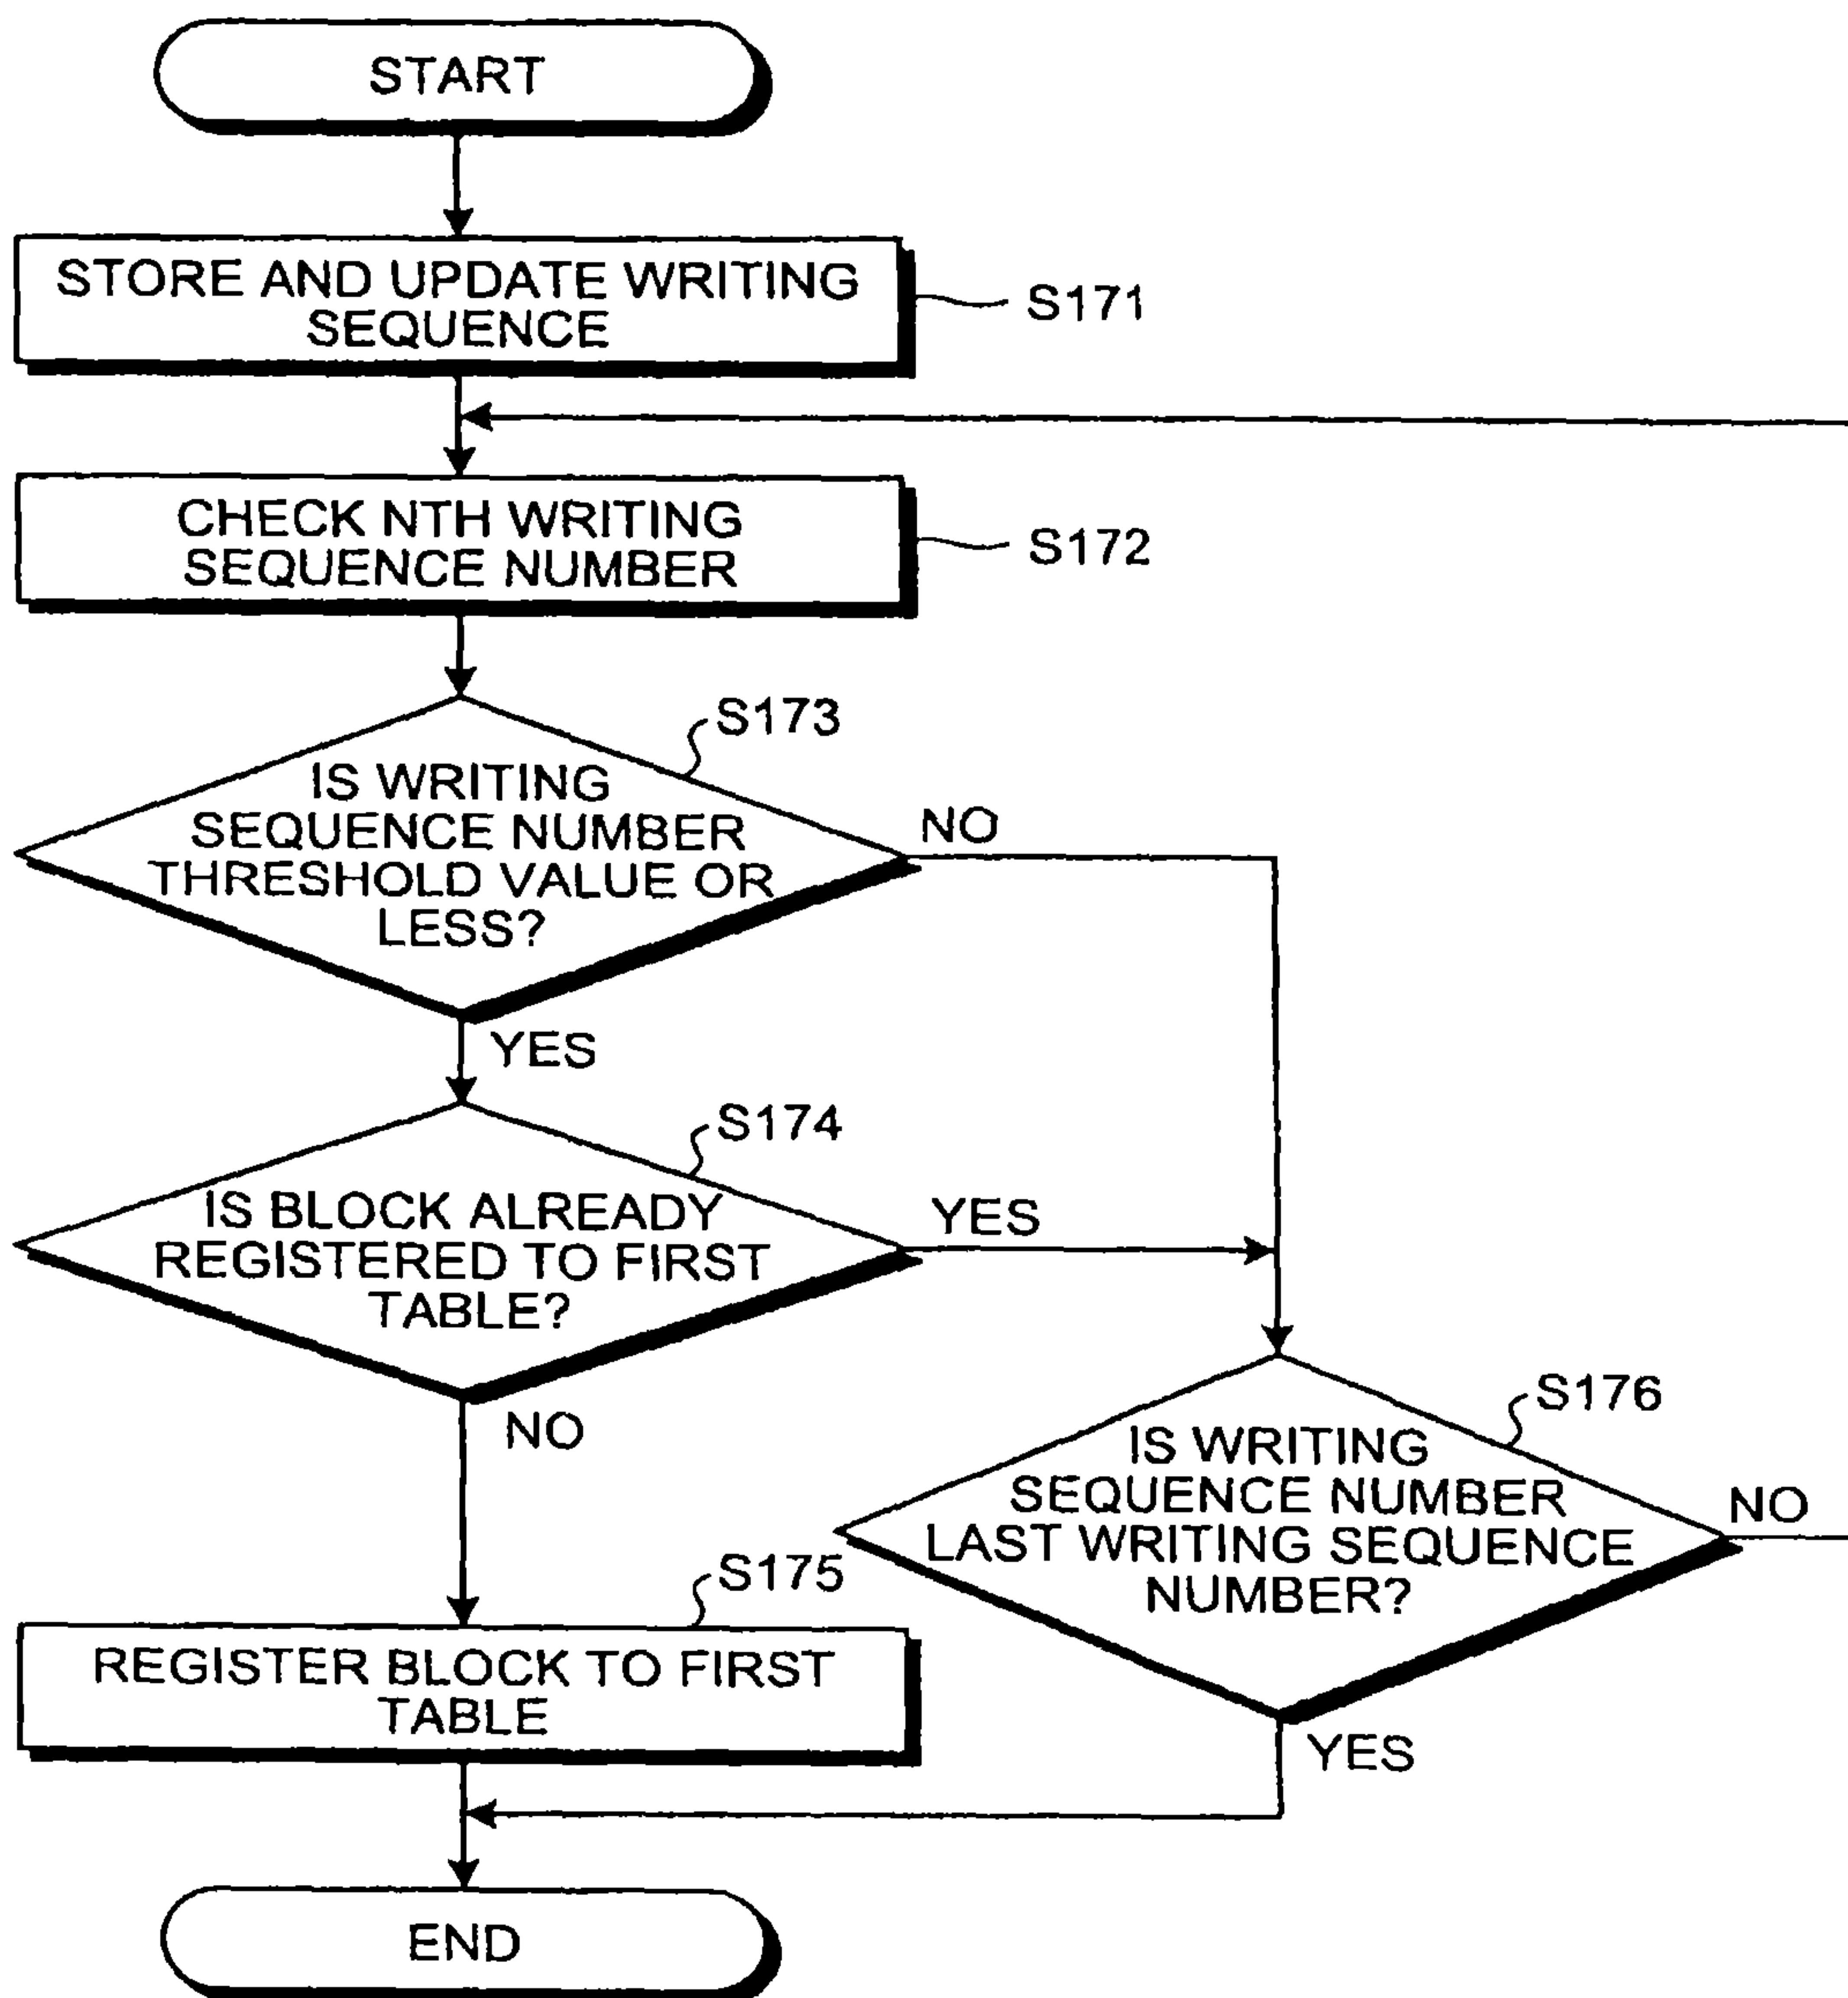 START
STORE AND UPDATE WRITING
SEQUENCE
S171
CHECK NTH WRITING
SEQUENCE NUMBER
S172
S173
IS WRITING
SEQUENCE NUMBER
THRESHOLD VALUE OR
LESS?
NO
YES
S174
IS BLOCK ALREADY
REGISTERED TO FIRST
TABLE?
YES
NO
S176
IS WRITING
SEQUENCE NUMBER
LAST WRITING SEQUENCE
NUMBER?
NO
YES
S175
REGISTER BLOCK TO FIRST
TABLE
END